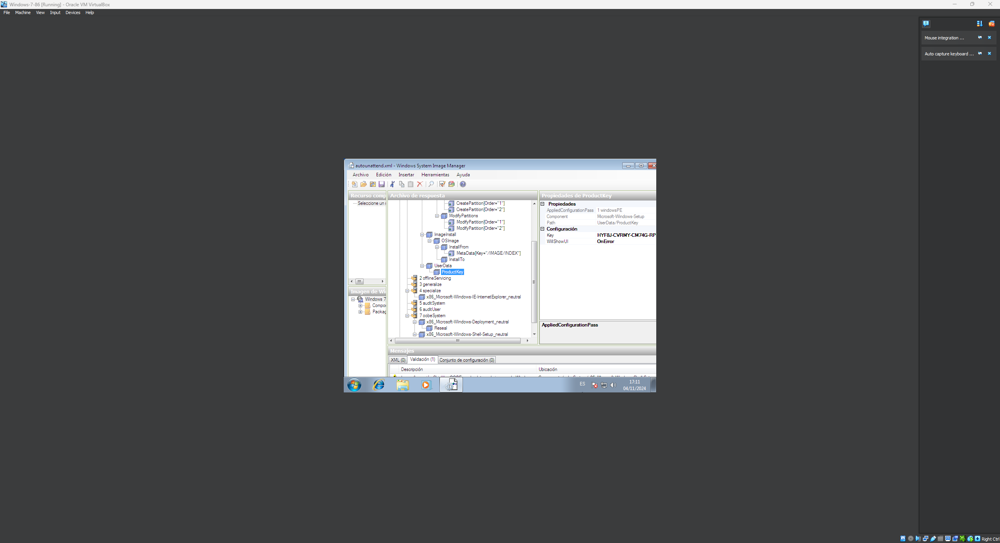 Windows-7-86 [Running] - Oracle VM VirtualBox
File Machine View Input Devices Help
Mouse integration ...
Auto capture keyboard ...
autounattend.xml - Windows System Image Manager
Archivo Edición Insertar Herramientas Ayuda
Recurso comp
Seleccione un
Imagen de Wi
Windows 7
Compo
Packag
Archivo de respuesta
CreatePartition[Order="1"]
CreatePartition[Order="2"]
ModifyPartitions
ModifyPartition[Order="1"]
ModifyPartition[Order="2"]
ImageInstall
OSImage
InstallFrom
MetaData[Key="/IMAGE/INDEX"]
InstallTo
UserData
ProductKey
2 offlineServicing
3 generalize
4 specialize
x86_Microsoft-Windows-IE-InternetExplorer_neutral
5 auditSystem
6 auditUser
7 oobeSystem
x86_Microsoft-Windows-Deployment_neutral
Reseal
x86_Microsoft-Windows-Shell-Setup_neutral
Propiedades de ProductKey
Propiedades
AppliedConfigurationPass 1 windowsPE
Component Microsoft-Windows-Setup
Path UserData/ProductKey
Configuración
Key HYF8J-CVRMY-CM74G-RP
WillShowUI OnError
AppliedConfigurationPass
Mensajes
XML (0) Validación (1) Conjunto de configuración (0)
Descripción Ubicación
ES
17:11
04/11/2024
Right Ctrl